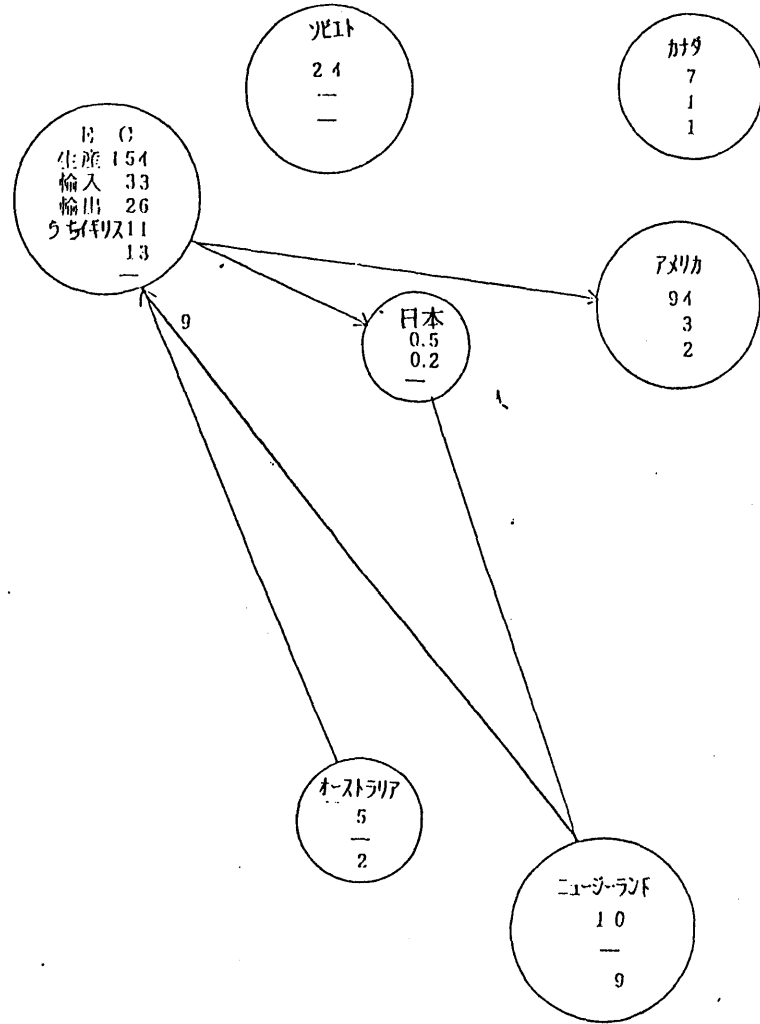 ソビエト
24
—
—
カナダ
7
1
1
EC
生産 154
輸入 33
輸出 26
うちイギリス11
13
—
アメリカ
94
3
2
日本
0.5
0.2
—
9
オーストラリア
5
—
2
ニュージーランド
10
—
9